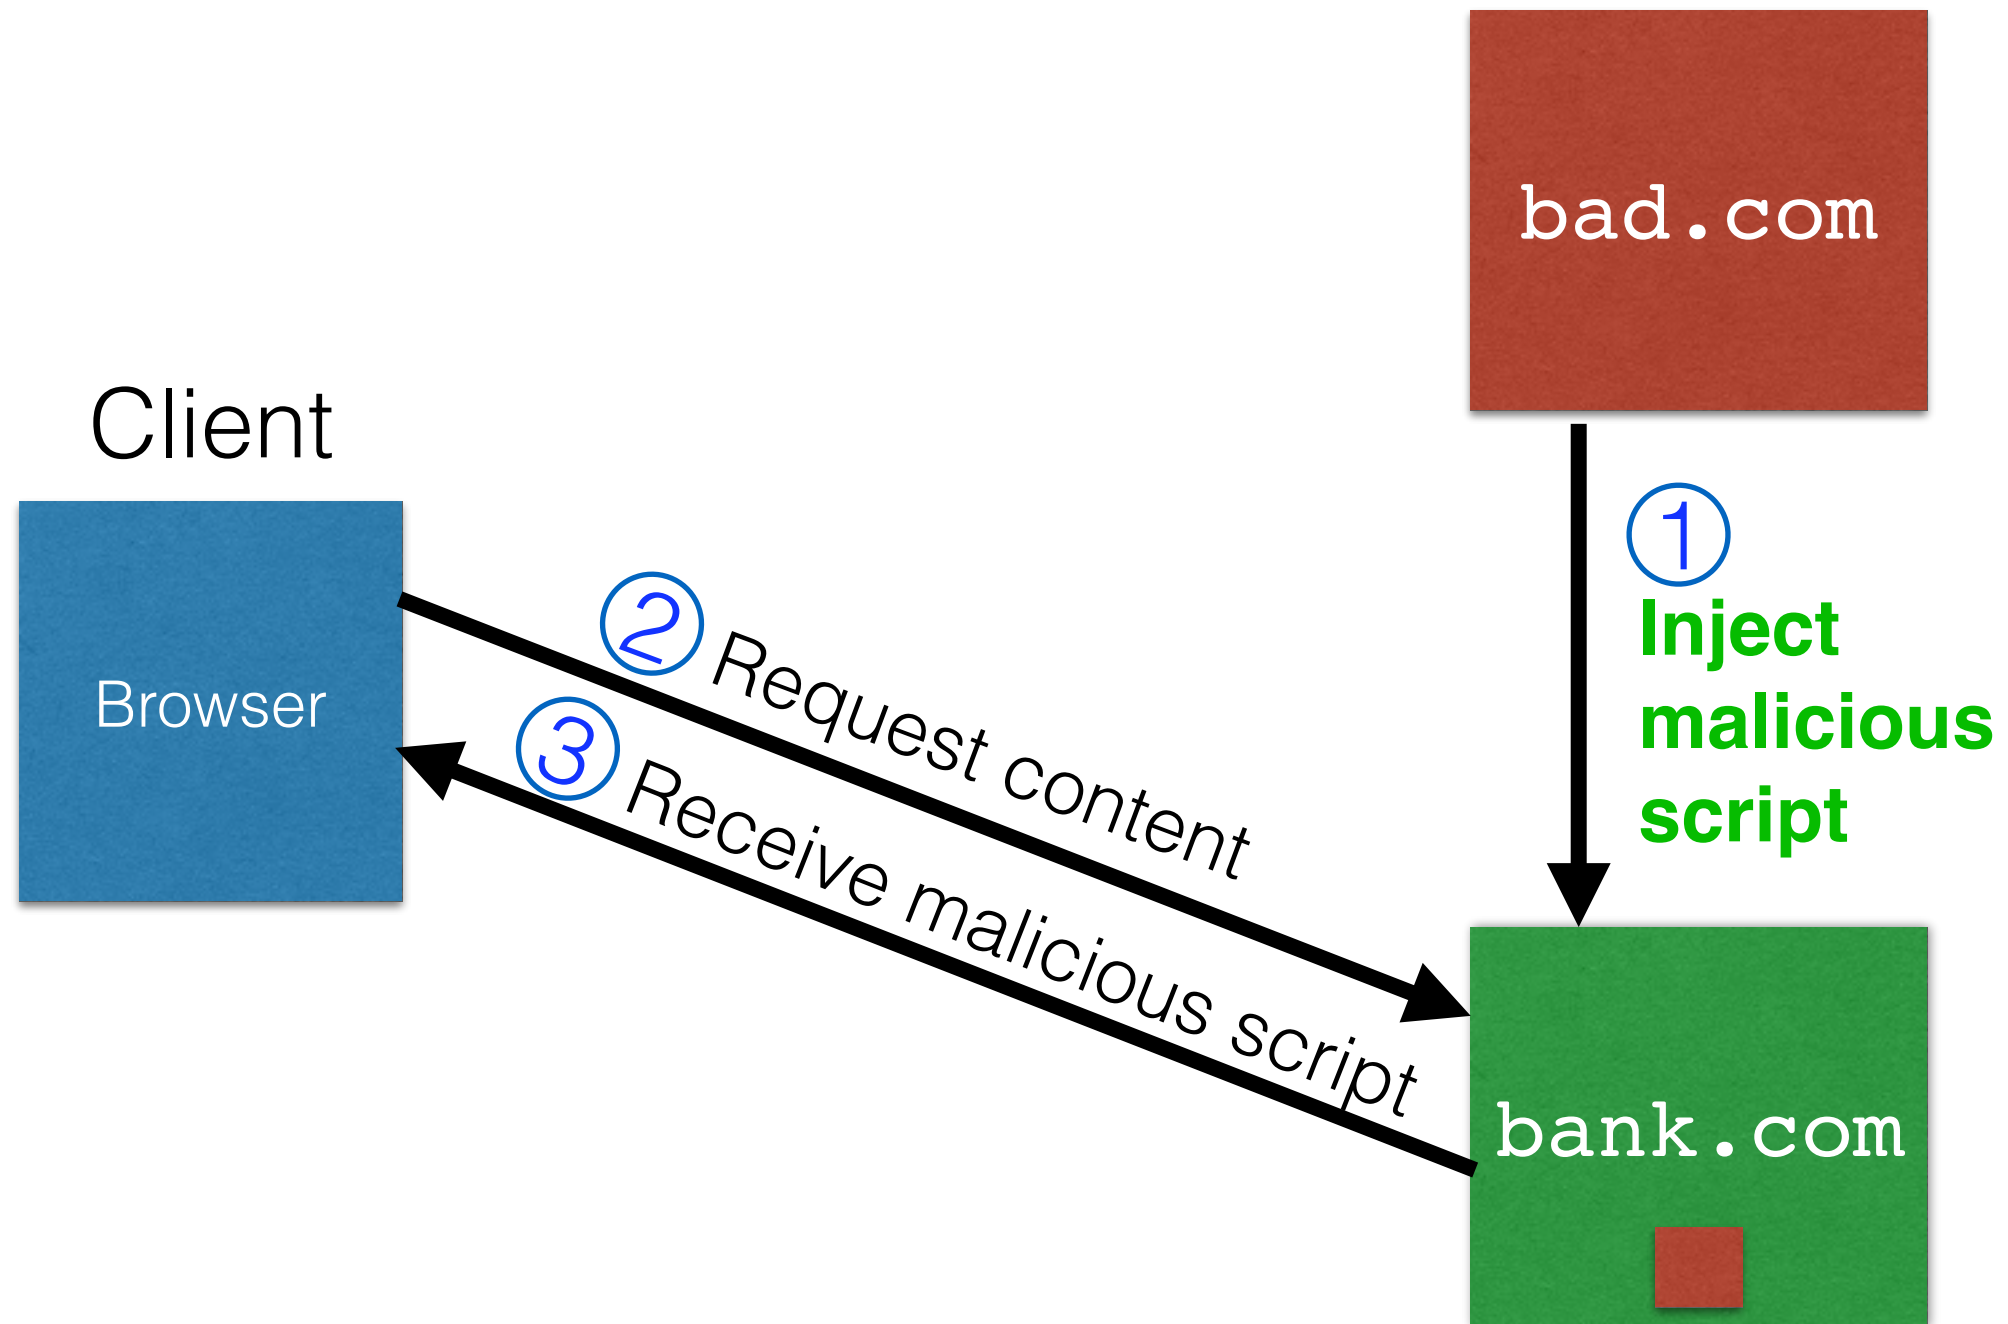 bad.com
Client
Browser
① 
Inject
malicious
script
② Request content
③ Receive malicious script
bank.com